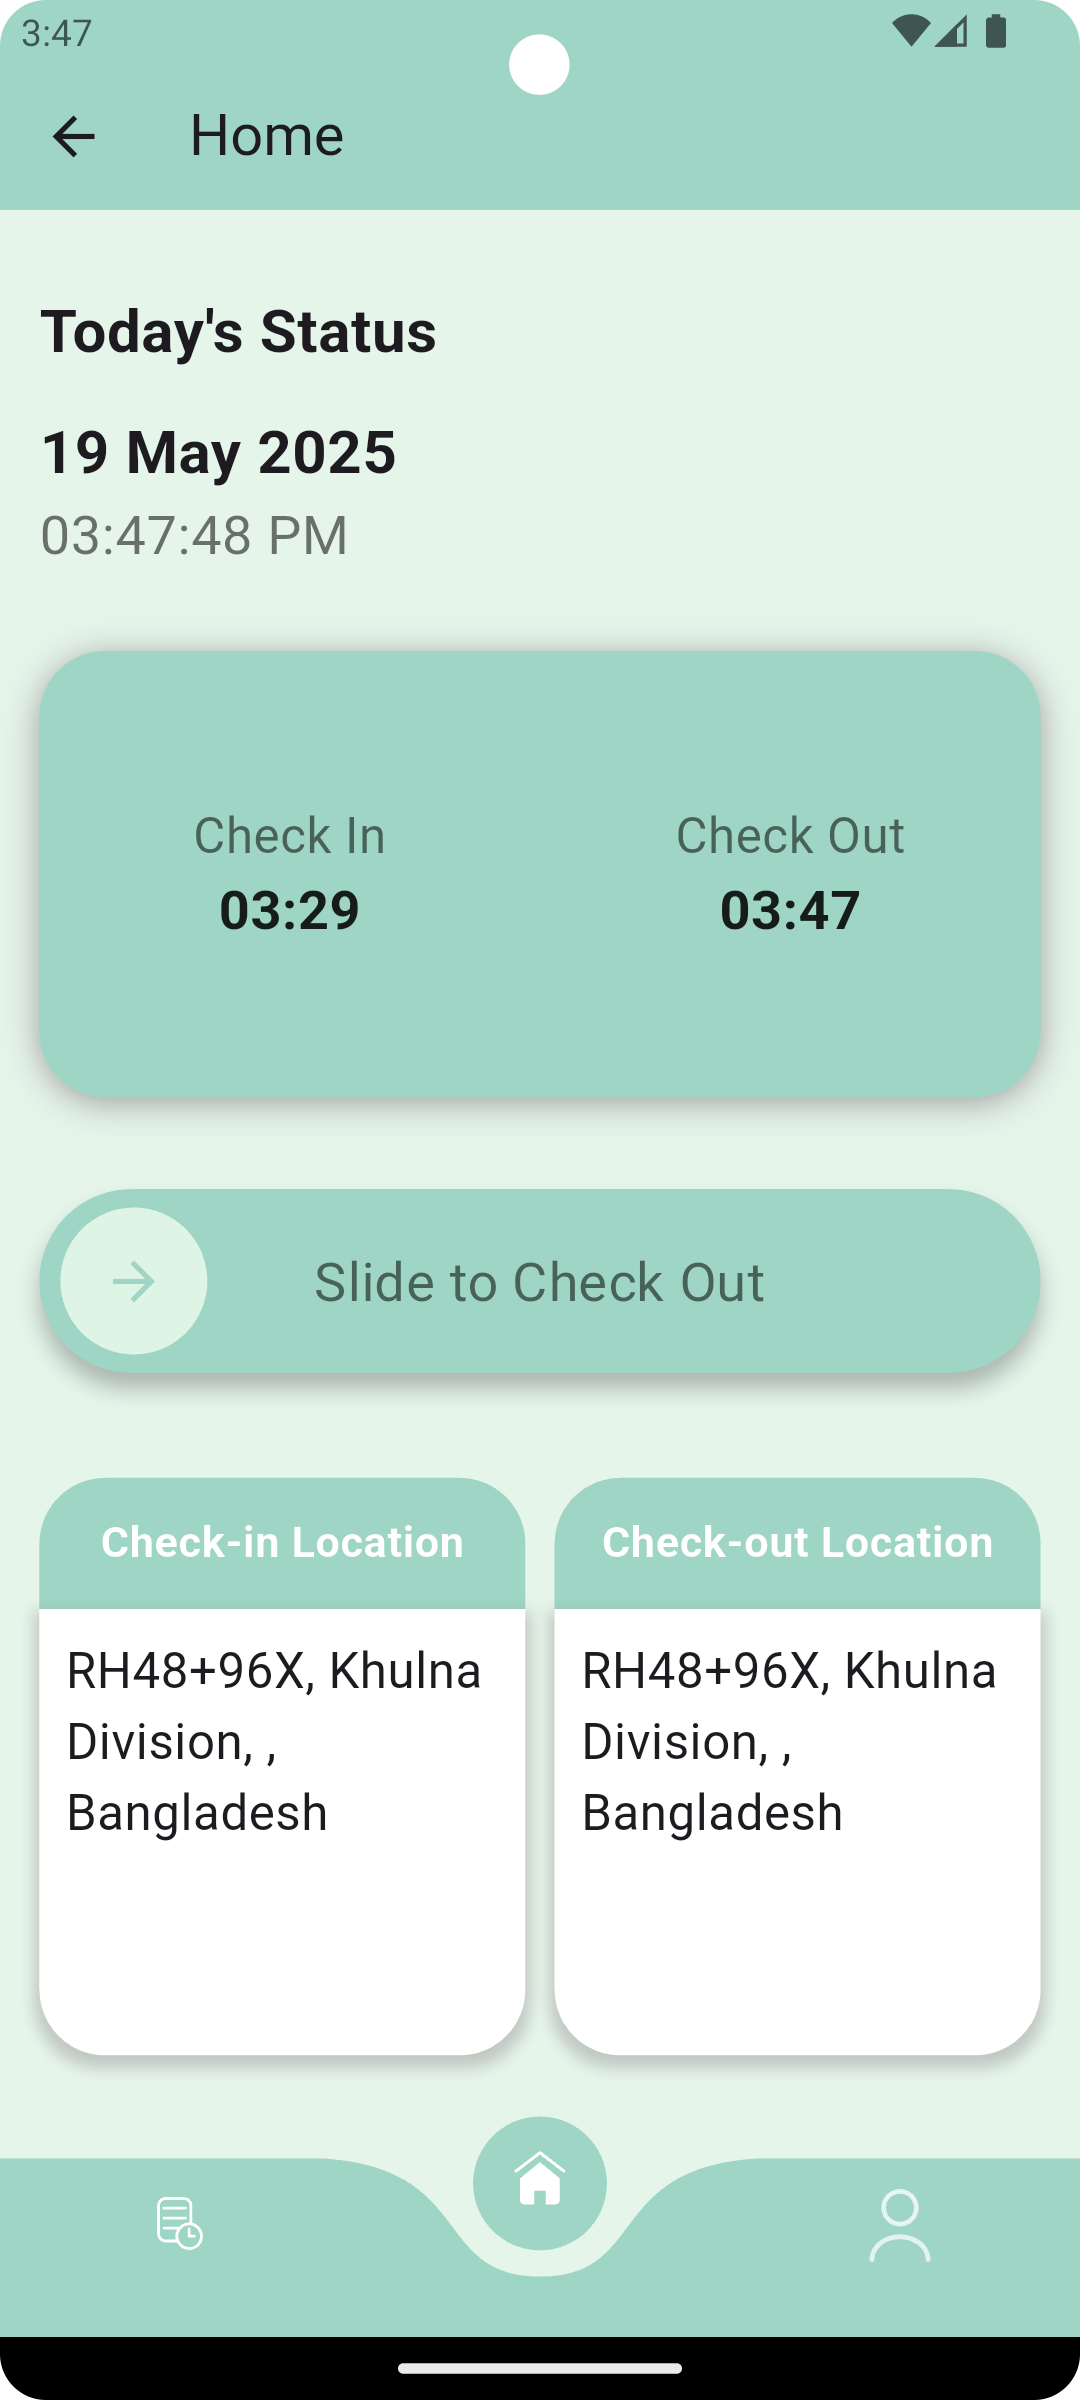 3:47
Home
Today's Status
19 May 2025
03:47:48 PM
Check In
Check Out
03:29
03:47
Slide to Check Out
Check-in Location
Check-out Location
RH48+96X, Khulna
Division, ,
Bangladesh
RH48+96X, Khulna
Division, ,
Bangladesh